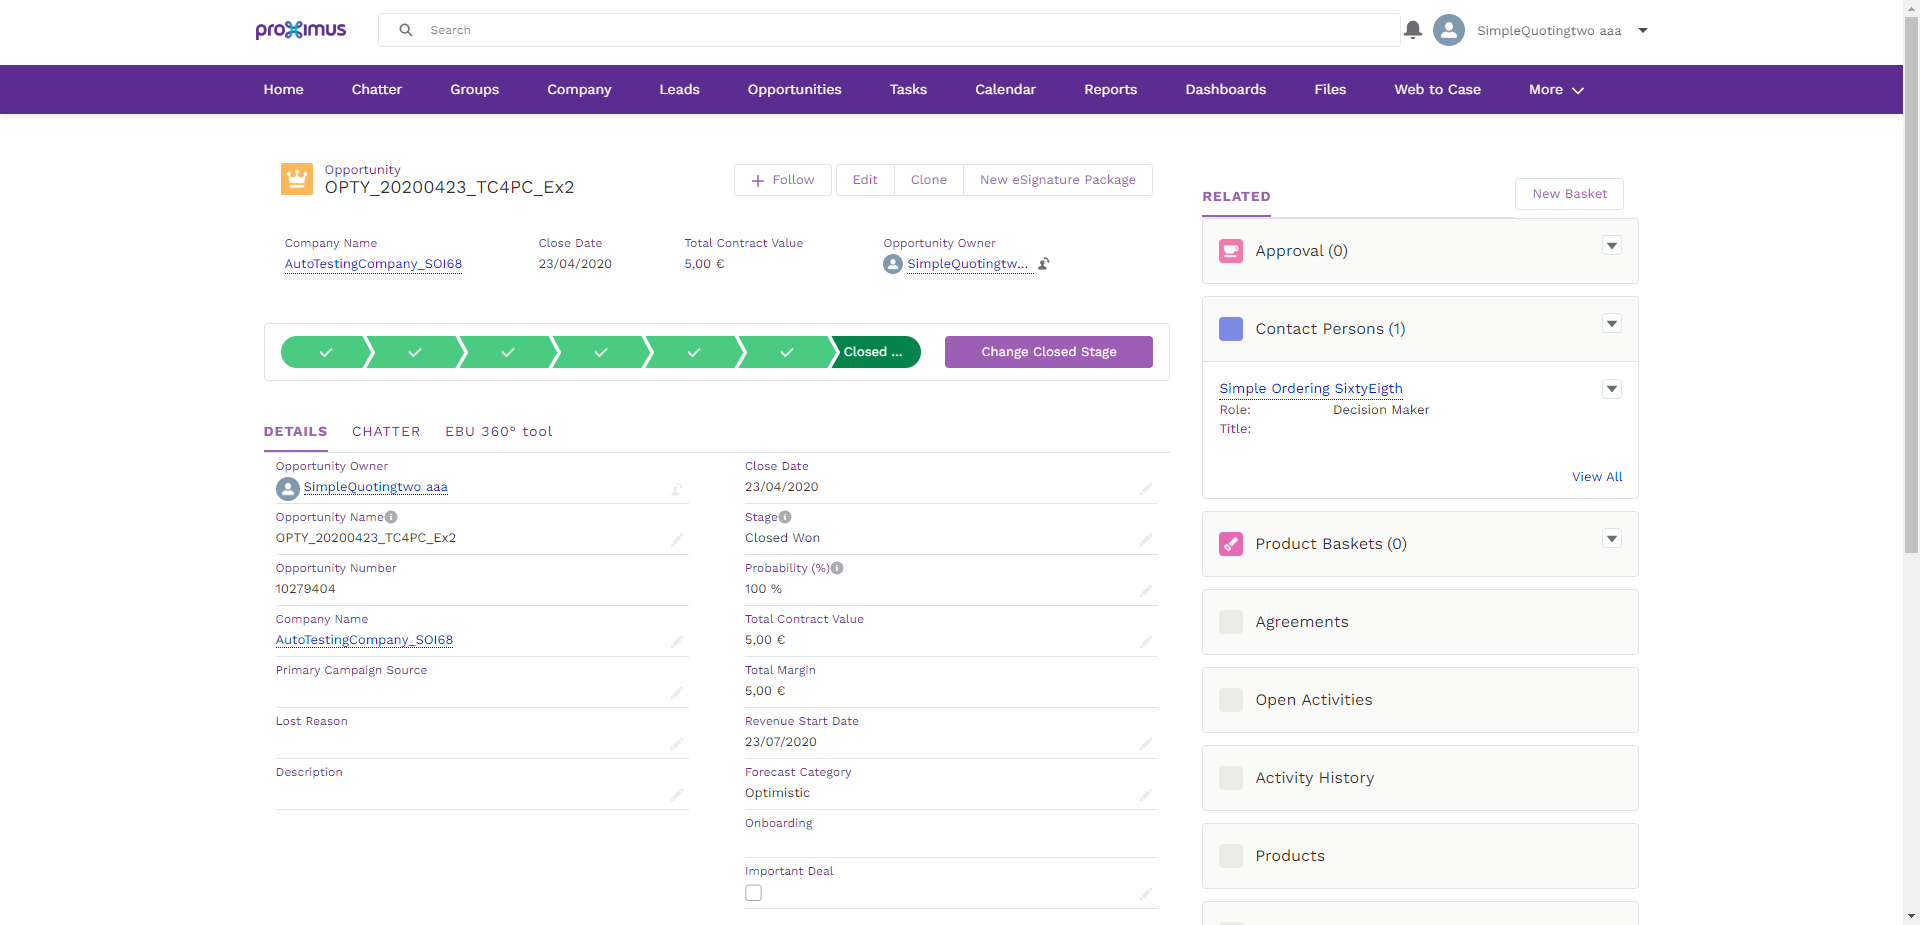 proximus
Search
SimpleQuotingtwo aaa
Home
Chatter
Groups
Company
Leads
Opportunities
Tasks
Calendar
Reports
Dashboards
Files
Web to Case
More
Opportunity
OPTY_20200423_TC4PC_Ex2
Follow
Edit
Clone
New eSignature Package
Company Name
AutoTestingCompany_SOI68
Close Date
23/04/2020
Total Contract Value
5,00 €
Opportunity Owner
SimpleQuotingtw...
Closed ...
Change Closed Stage
DETAILS
CHATTER
EBU 360° tool
Opportunity Owner
SimpleQuotingtwo aaa
Opportunity Name
OPTY_20200423_TC4PC_Ex2
Opportunity Number
10279404
Company Name
AutoTestingCompany_SOI68
Primary Campaign Source
Lost Reason
Description
Close Date
23/04/2020
Stage
Closed Won
Probability (%)
100 %
Total Contract Value
5,00 €
Total Margin
5,00 €
Revenue Start Date
23/07/2020
Forecast Category
Optimistic
Onboarding
Important Deal
RELATED
New Basket
Approval (0)
Contact Persons (1)
Simple Ordering SixtyEigth
Role: Decision Maker
Title:
View All
Product Baskets (0)
Agreements
Open Activities
Activity History
Products